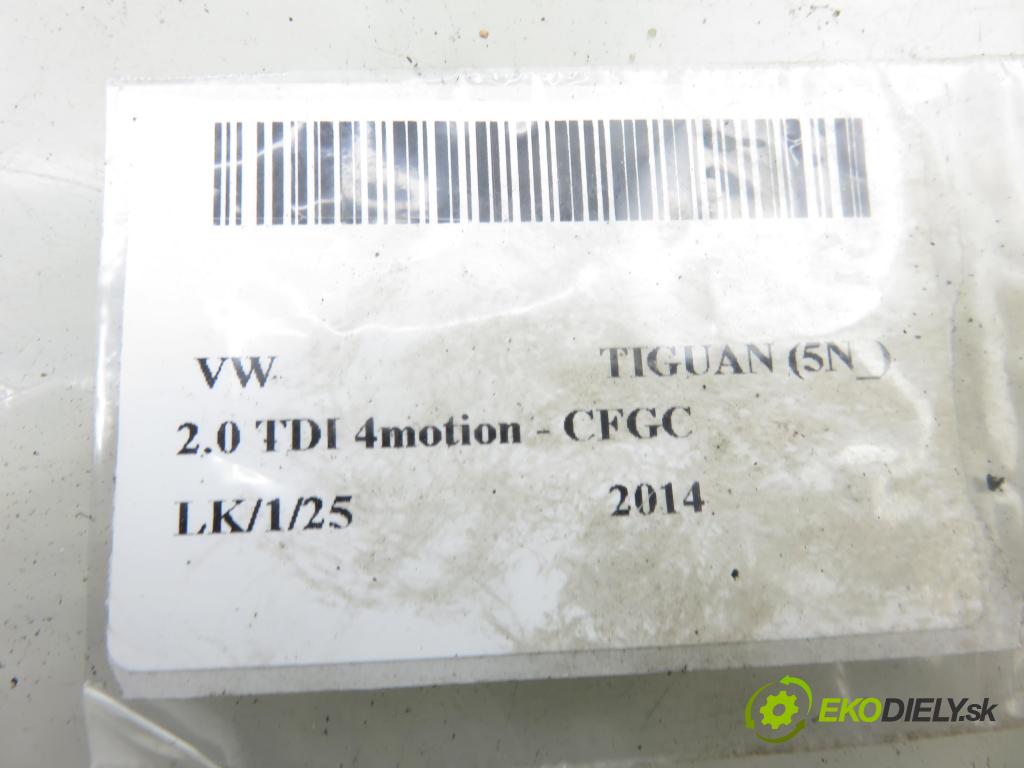 VW TIGUAN (5N_)
2.0 TDI 4motion - CFGC
LK/1/25 2014
EKODIELY.sk